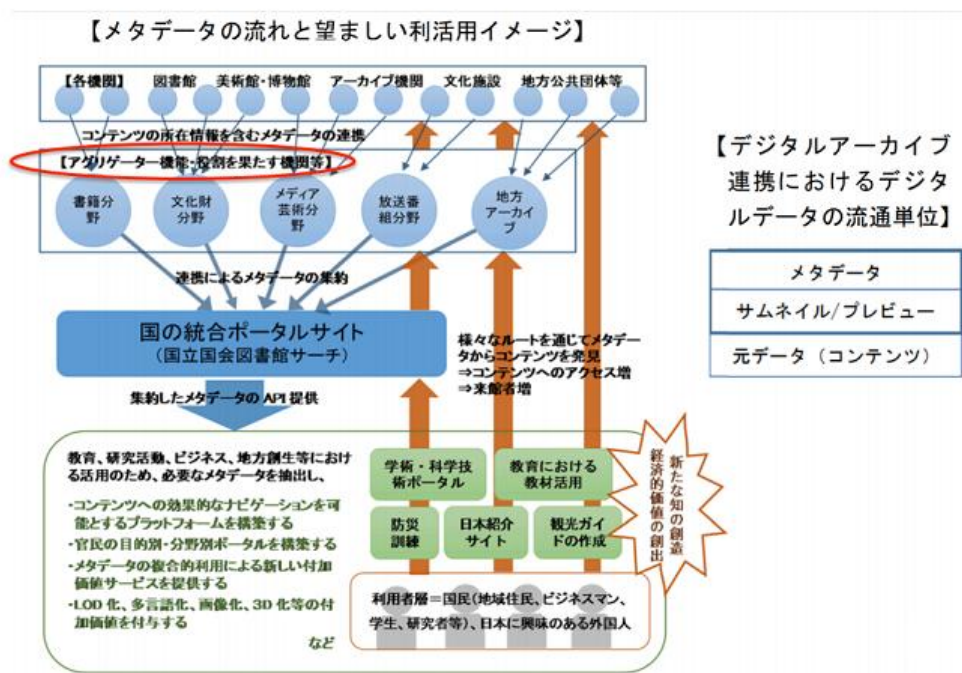 【メタデータの流れと望ましい利活用イメージ】
【各機関】 図書館 美術館・博物館 アーカイブ機関 文化施設 地方公共団体等
コンテンツの所在情報を含むメタデータの連携
【アグリゲーター機能・役割を果たす機関等】
書籍分
野
文化財
分野
メディア
芸術分
野
放送番
組分野
地方
アーカイ
ブ
連携によるメタデータの集約
国の統合ポータルサイト
(国立国会図書館サーチ)
集約したメタデータの API 提供
様々なルートを通じてメタデー
タからコンテンツを発見
⇒コンテンツへのアクセス増
⇒来館者増
教育、研究活動、ビジネス、地方創生等におけ
る活用のため、必要なメタデータを抽出し、
・コンテンツへの効果的なナビゲーションを可
能とするプラットフォームを構築する
・官民の目的別・分野別ポータルを構築する
・メタデータの複合的利用による新しい付加
価値サービスを提供する
・LOD 化、多言語化、画像化、3D 化等の付
加価値を付与する
など
学術・科学技
術ポータル
教育における
教材活用
防災
訓練
日本紹介
サイト
観光ガイ
ドの作成
利用者層=国民(地域住民、ビジネスマン、
学生、研究者等)、日本に興味のある外国人
新たな知の創造
経済的価値の創出
【デジタルアーカイブ
連携におけるデジタ
ルデータの流通単位】
メタデータ
サムネイル/プレビュー
元データ(コンテンツ)